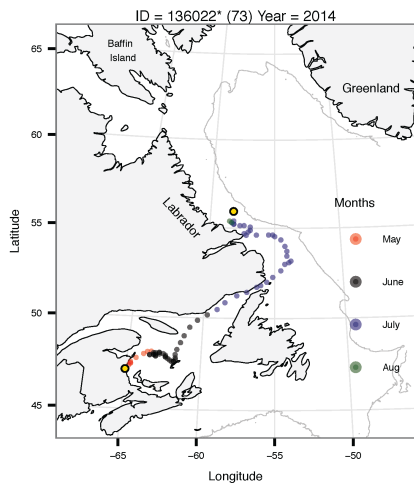 ID = 136022* (73) Year = 2014
65
60
55
50
45
Latitude
Baffin
Island
Greenland
Labrador
Months
May
June
July
Aug
−65
−60
−55
−50
Longitude